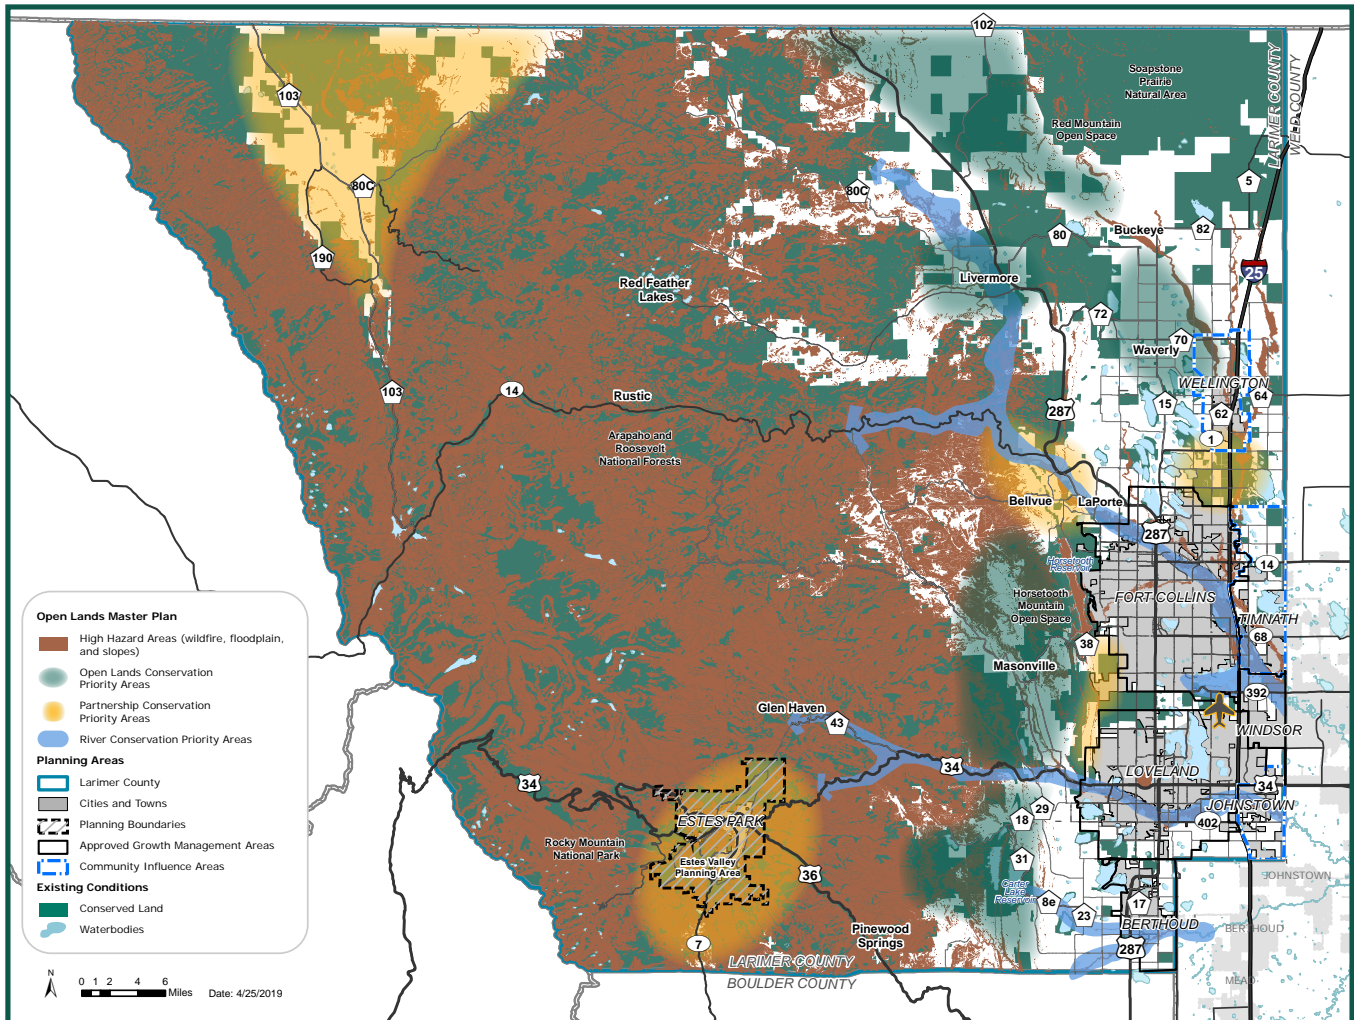 102
LARIMER COUNTY
WELD COUNTY
Soapstone
Prairie
Natural Area
103
Red Mountain
Open Space
5
80C
80C
82
Buckeye
80
190
25
Livermore
Red Feather
Lakes
72
70
Waverly
WELLINGTON
103
14
Rustic
64
15
287
62
1
Arapaho and
Roosevelt
National Forests
Bellvue
LaPorte
287
Horsetooth
Reservoir
14
Horsetooth
Mountain
Open Space
FORT COLLINS
TIMNATH
68
38
Masonville
392
Glen Haven
43
WINDSOR
34
LOVELAND
34
34
ESTES PARK
JOHNSTOWN
29
18
402
Rocky Mountain
National Park
Estes Valley
Planning Area
31
36
JOHNSTOWN
Carter
Lake
Reservoir
8e
23
17
BERTHOUD
BERTHOUD
Pinewood
Springs
7
287
LARIMER COUNTY
BOULDER COUNTY
MEAD
Open Lands Master Plan
High Hazard Areas (wildfire, floodplain,
and slopes)
Open Lands Conservation
Priority Areas
Partnership Conservation
Priority Areas
River Conservation Priority Areas
Planning Areas
Larimer County
Cities and Towns
Planning Boundaries
Approved Growth Management Areas
Community Influence Areas
Existing Conditions
Conserved Land
Waterbodies
N
0 1 2 4 6
Miles
Date: 4/25/2019